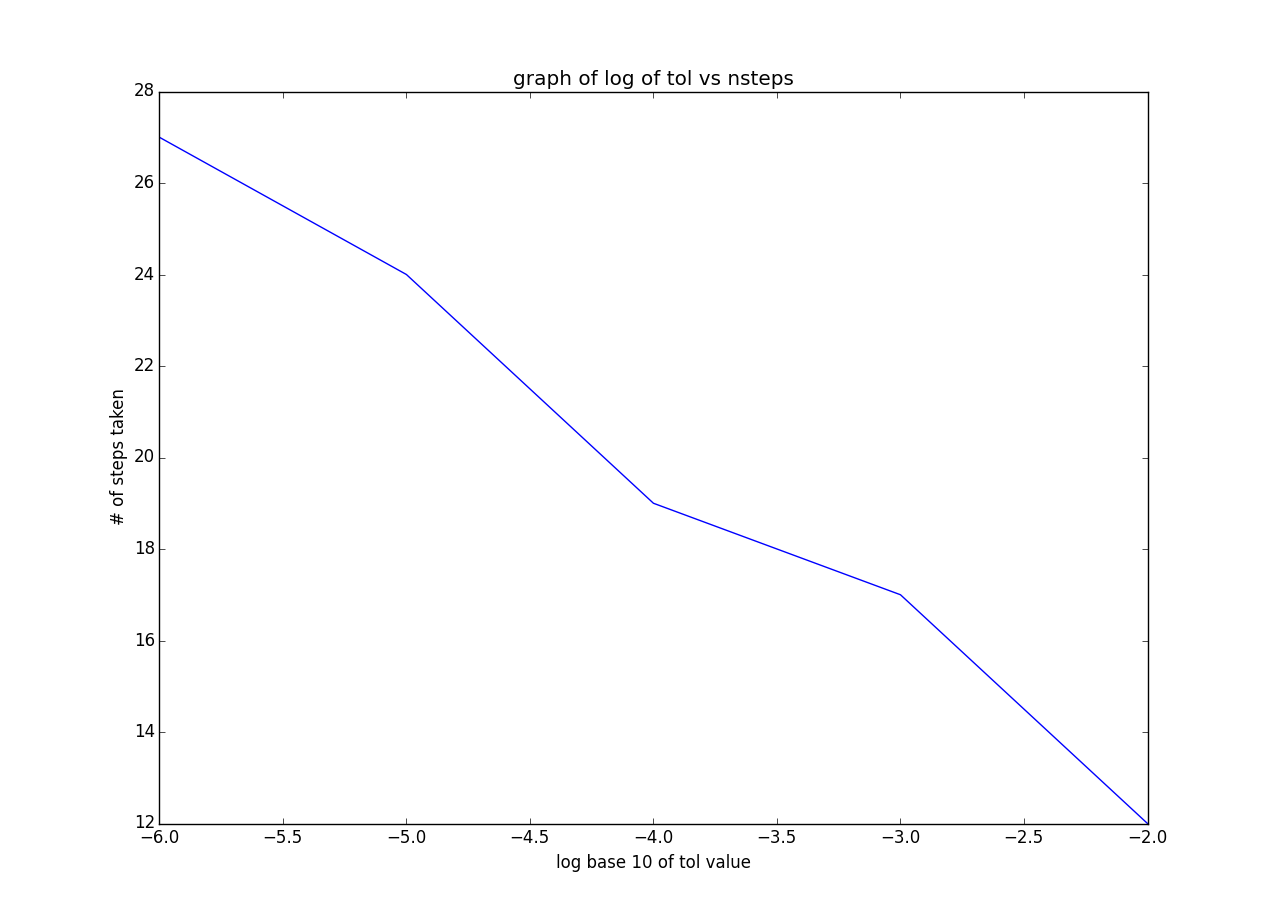 graph of log of tol vs nsteps
28
26
24
22
20
18
16
14
12
# of steps taken
−6.0 −5.5 −5.0 −4.5 −4.0 −3.5 −3.0 −2.5 −2.0
log base 10 of tol value